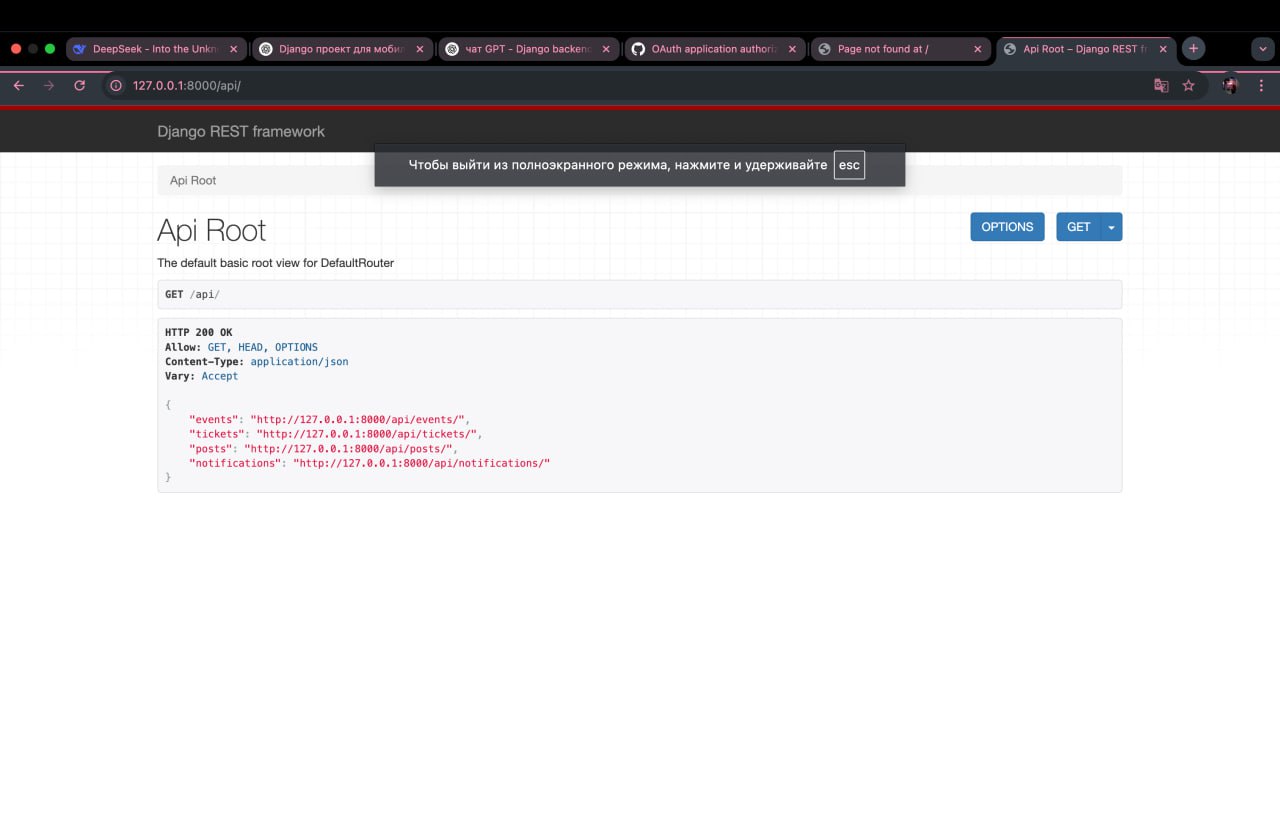 DeepSeek - Into the Unkn
Django проект для мобил
чат GPT - Django backend
OAuth application authoriz
Page not found at /
Api Root – Django REST fr
127.0.0.1:8000/api/
Django REST framework
Чтобы выйти из полноэкранного режима, нажмите и удерживайте esc
Api Root
Api Root
OPTIONS
GET
The default basic root view for DefaultRouter
GET /api/
HTTP 200 OK
Allow: GET, HEAD, OPTIONS
Content-Type: application/json
Vary: Accept
{
    "events": "http://127.0.0.1:8000/api/events/",
    "tickets": "http://127.0.0.1:8000/api/tickets/",
    "posts": "http://127.0.0.1:8000/api/posts/",
    "notifications": "http://127.0.0.1:8000/api/notifications/"
}